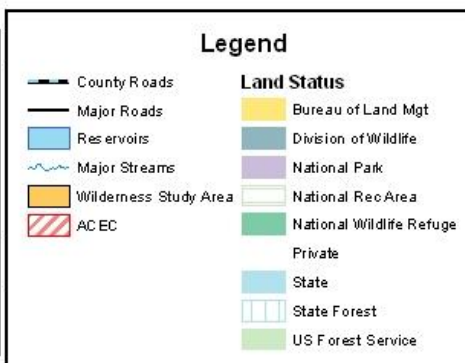 Legend
County Roads
Major Roads
Reservoirs
Major Streams
Wilderness Study Area
ACEC
Land Status
Bureau of Land Mgt
Division of Wildlife
National Park
National Rec Area
National Wildlife Refuge
Private
State
State Forest
US Forest Service